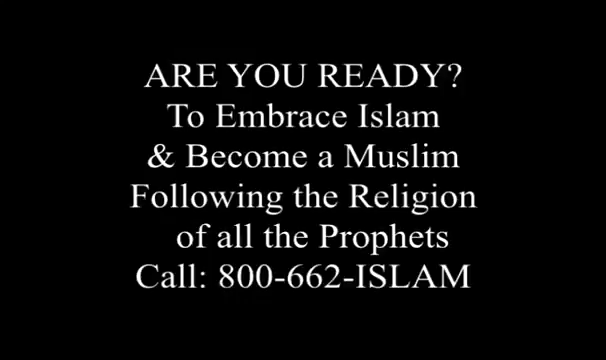 ARE YOU READY?
To Embrace Islam
& Become a Muslim
Following the Religion
of all the Prophets
Call: 800-662-ISLAM